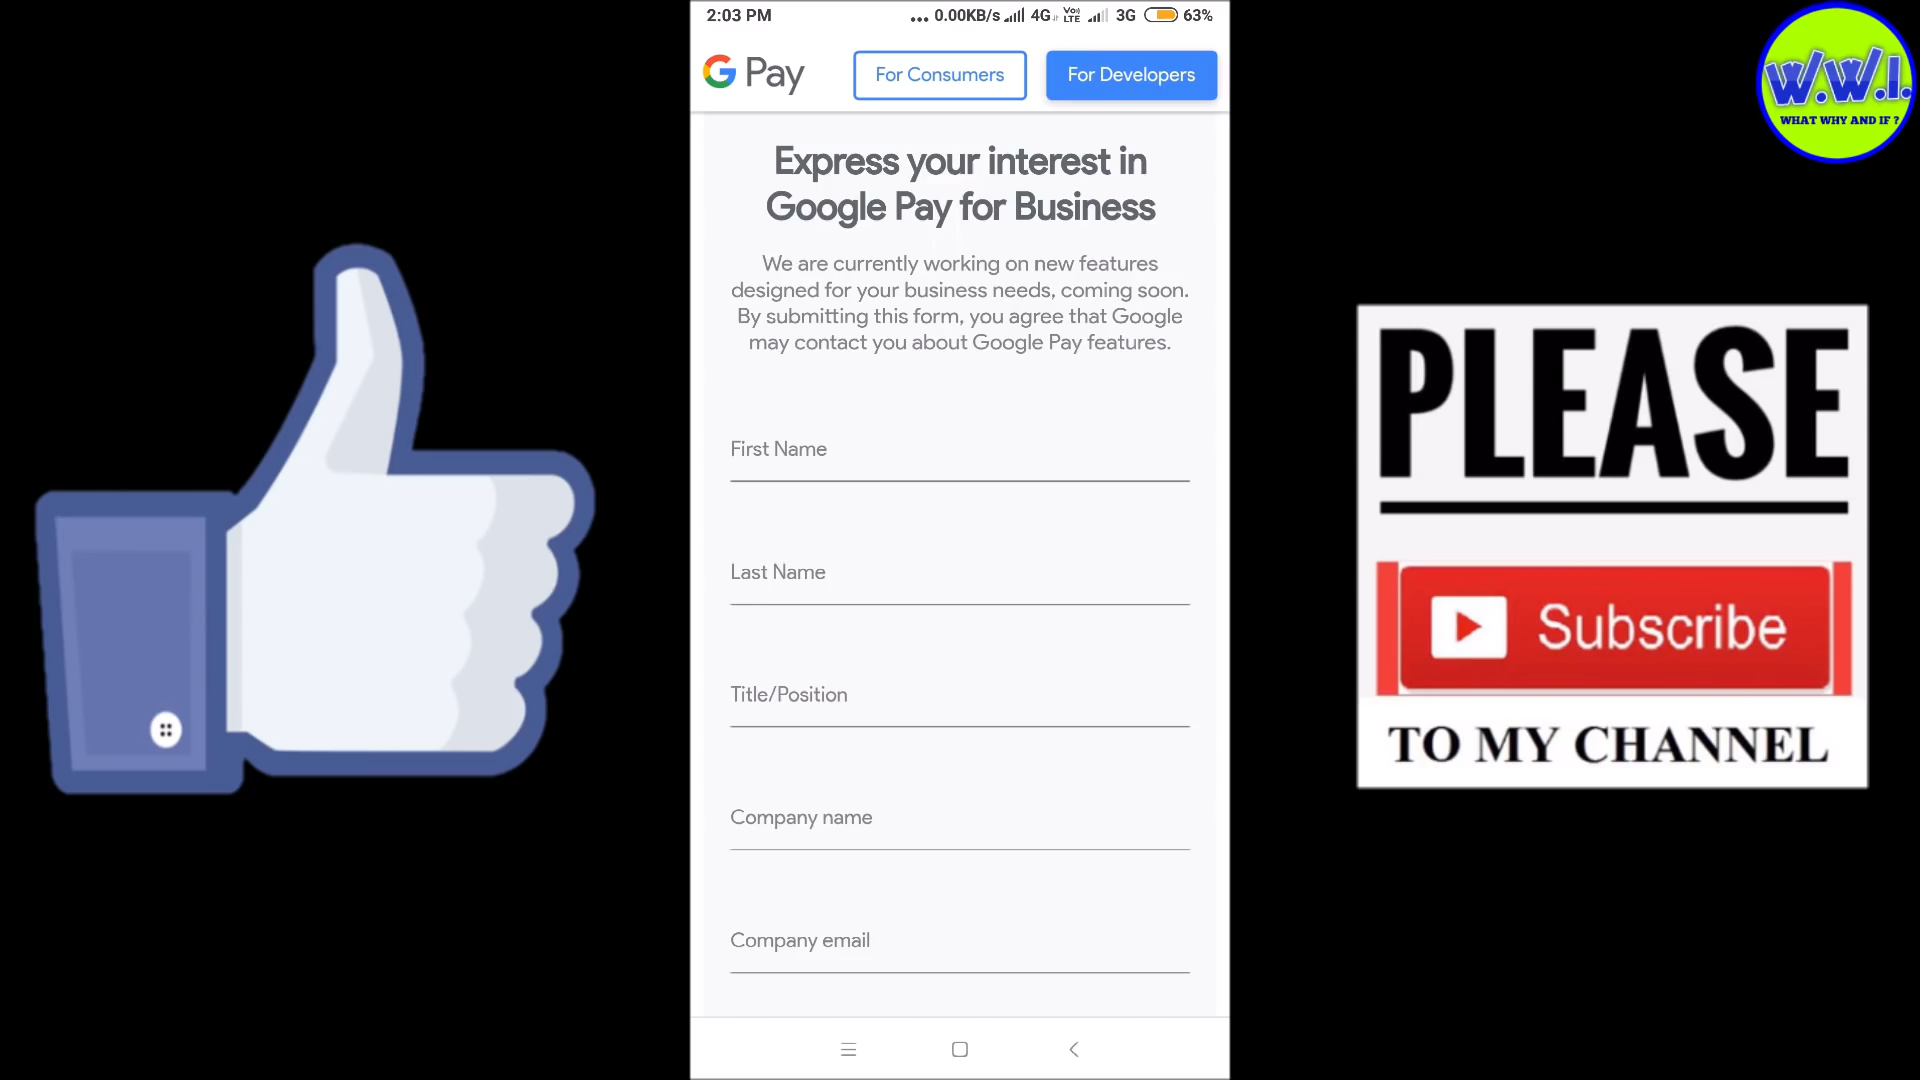 2:03 PM
... 0.00KB/s 4G Vo)) LTE 3G 63%
G Pay
For Consumers
For Developers
W.W.I.
WHAT WHY AND IF ?
Express your interest in
Google Pay for Business
We are currently working on new features
designed for your business needs, coming soon.
By submitting this form, you agree that Google
may contact you about Google Pay features.
First Name
Last Name
Title/Position
Company name
Company email
PLEASE
Subscribe
TO MY CHANNEL